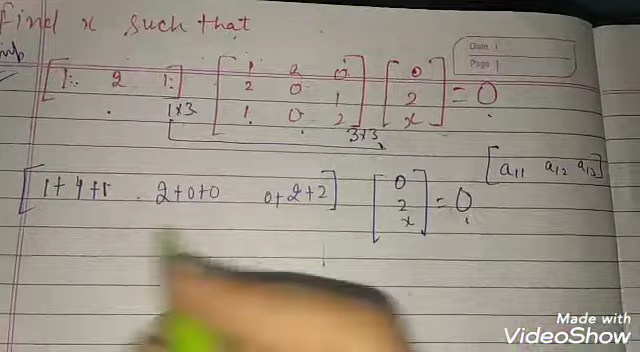 Find x such that
[1 2 1] [1 2 0 = 0
1×3 2 0 1
1 0 2] 3×3 [0 2 x]
[a11 a12 a13]
[1+4+1 2+0+0 0+2+2] [0 2 x] = 0
Date
Page
Made with
VideoShow